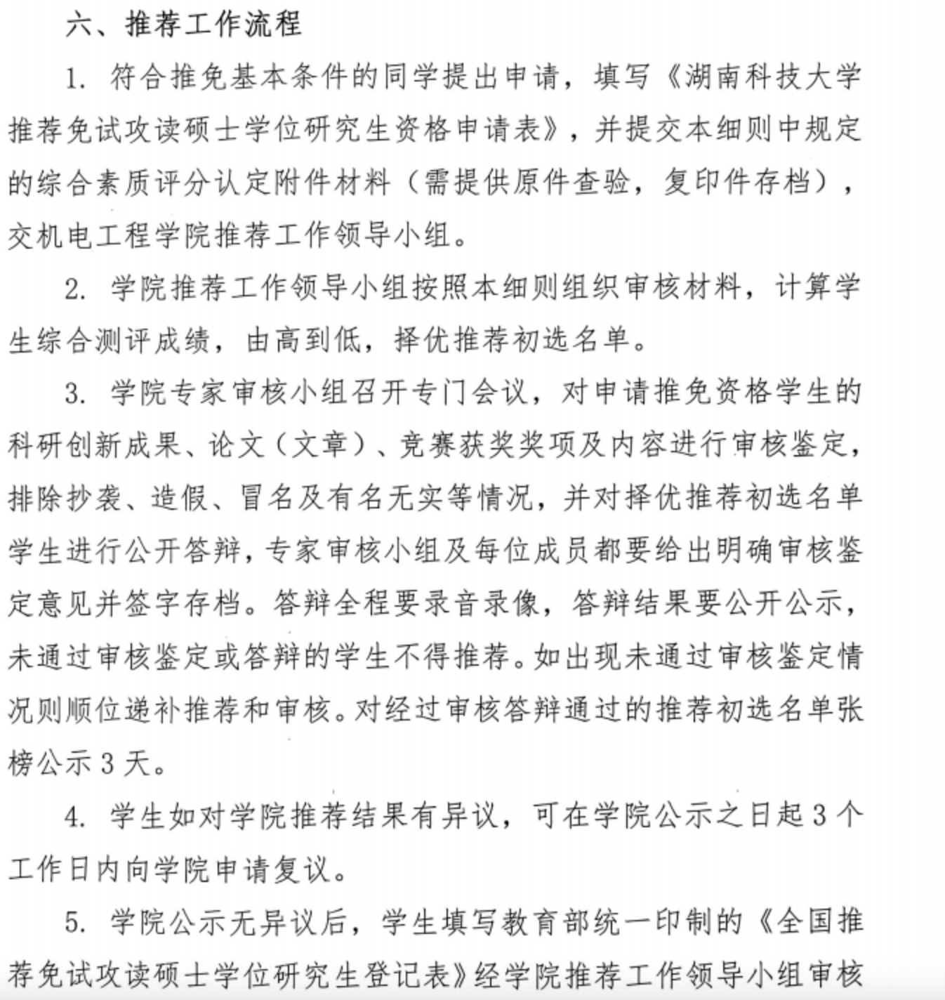 六、推荐工作流程
1. 符合推免基本条件的同学提出申请，填写《湖南科技大学
推荐免试攻读硕士学位研究生资格申请表》，并提交本细则中规定
的综合素质评分认定附件材料（需提供原件查验，复印件存档），
交机电工程学院推荐工作领导小组。
2. 学院推荐工作领导小组按照本细则组织审核材料，计算学
生综合测评成绩，由高到低，择优推荐初选名单。
3. 学院专家审核小组召开专门会议，对申请推免资格学生的
科研创新成果、论文（文章）、竞赛获奖奖项及内容进行审核鉴定，
排除抄袭、造假、冒名及有名无实等情况，并对择优推荐初选名单
学生进行公开答辩，专家审核小组及每位成员都要给出明确审核鉴
定意见并签字存档。答辩全程要录音录像，答辩结果要公开公示，
未通过审核鉴定或答辩的学生不得推荐。如出现未通过审核鉴定情
况则顺位递补推荐和审核。对经过审核答辩通过的推荐初选名单张
榜公示 3 天。
4. 学生如对学院推荐结果有异议，可在学院公示之日起 3 个
工作日内向学院申请复议。
5. 学院公示无异议后，学生填写教育部统一印制的《全国推
荐免试攻读硕士学位研究生登记表》经学院推荐工作领导小组审核